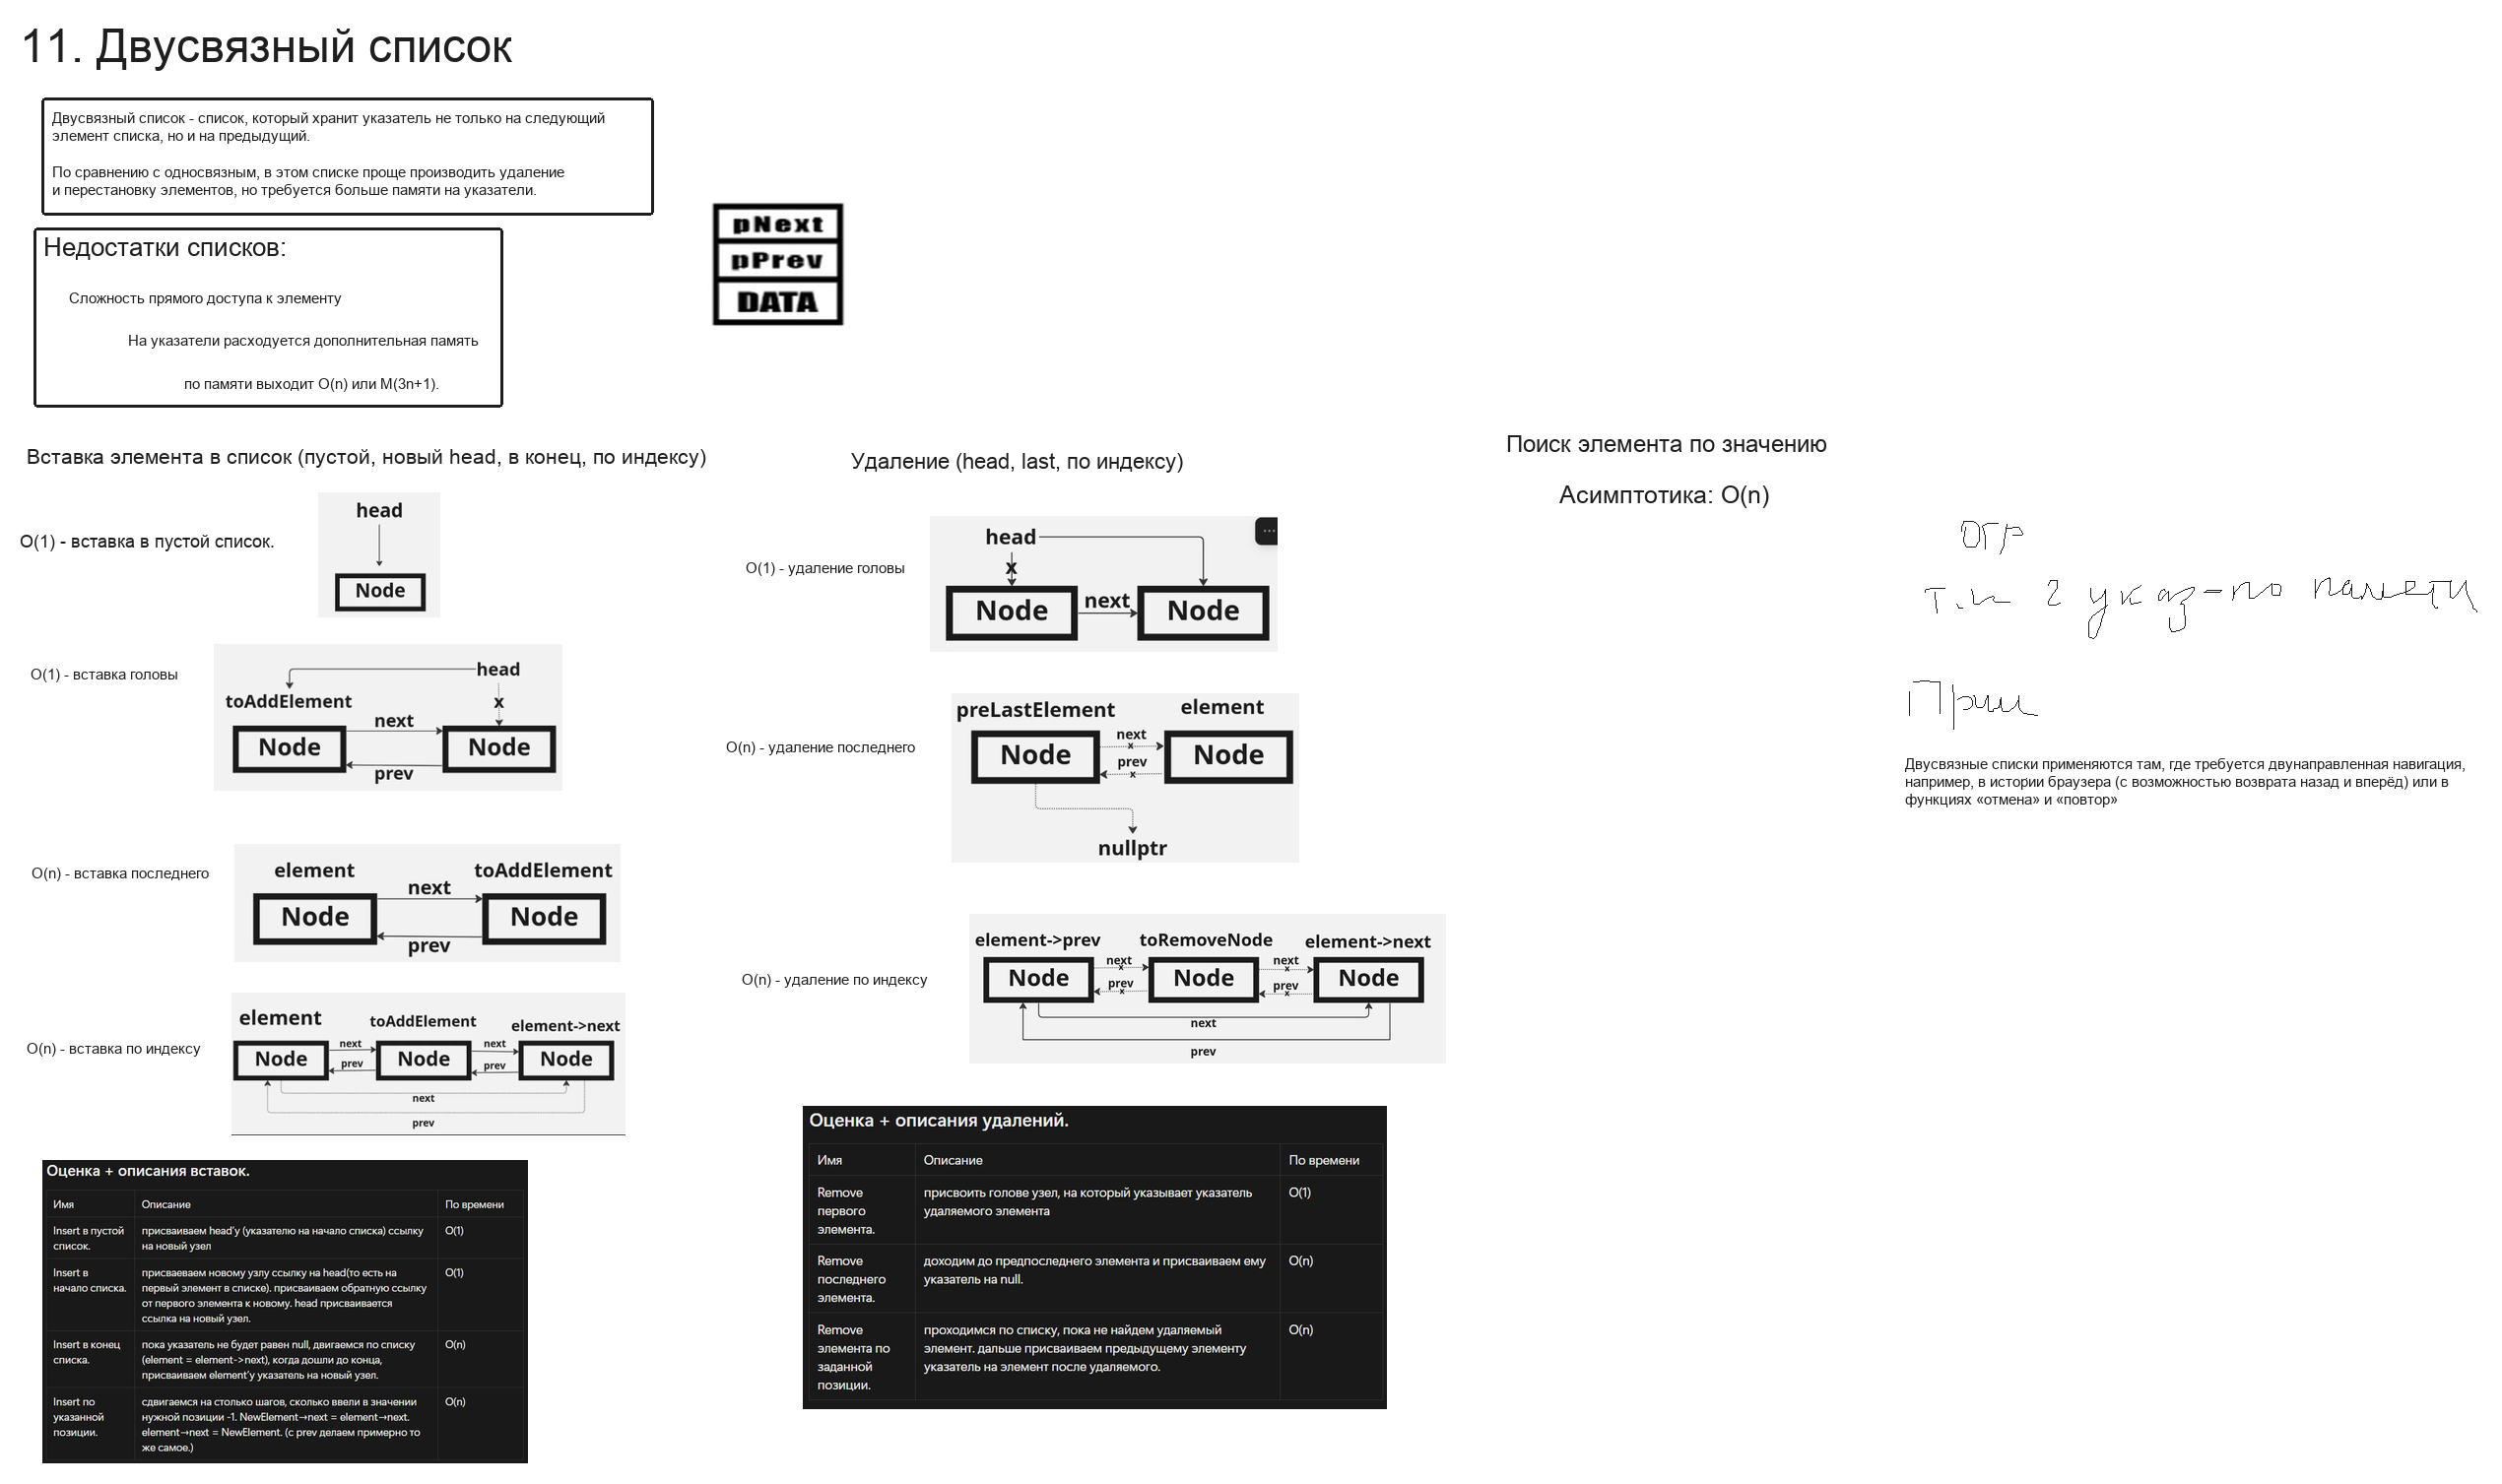 11. Двусвязный список
Двусвязный список - список, который хранит указатель не только на следующий
элемент списка, но и на предыдущий.
По сравнению с односвязным, в этом списке проще производить удаление
и перестановку элементов, но требуется больше памяти на указатели.
Недостатки списков:
Сложность прямого доступа к элементу
На указатели расходуется дополнительная память
по памяти выходит O(n) или M(3n+1).
pNext
pPrev
DATA
Вставка элемента в список (пустой, новый head, в конец, по индексу)
O(1) - вставка в пустой список.
head
Node
O(1) - вставка головы
head
toAddElement
x
next
Node
Node
prev
O(n) - вставка последнего
element
toAddElement
next
Node
Node
prev
O(n) - вставка по индексу
element
toAddElement
element->next
next
next
Node
Node
Node
prev
prev
next
prev
Оценка + описания вставок.
Имя
Описание
По времени
Insert в пустой
список.
присваиваем head'у (указателю на начало списка) ссылку
на новый узел
O(1)
Insert в
начало списка.
присваеваем новому узлу ссылку на head(то есть на
первый элемент в списке). присваиваем обратную ссылку
от первого элемента к новому. head присваивается
ссылка на новый узел.
O(1)
Insert в конец
списка.
пока указатель не будет равен null, двигаемся по списку
(element = element->next), когда дошли до конца,
присваиваем element'у указатель на новый узел.
O(n)
Insert по
указанной
позиции.
сдвигаемся на столько шагов, сколько ввели в значении
нужной позиции -1. NewElement→next = element→next.
element→next = NewElement. (с prev делаем примерно то
же самое.)
O(n)
Удаление (head, last, по индексу)
O(1) - удаление головы
head
x
next
Node
Node
O(n) - удаление последнего
preLastElement
element
next
x
Node
Node
prev
x
nullptr
O(n) - удаление по индексу
element->prev
toRemoveNode
element->next
next
x
next
x
Node
Node
Node
prev
x
prev
x
next
prev
Оценка + описания удалений.
Имя
Описание
По времени
Remove
первого
элемента.
присвоить голове узел, на который указывает указатель
удаляемого элемента
O(1)
Remove
последнего
элемента.
доходим до предпоследнего элемента и присваиваем ему
указатель на null.
O(n)
Remove
элемента по
заданной
позиции.
проходимся по списку, пока не найдем удаляемый
элемент. дальше присваиваем предыдущему элементу
указатель на элемент после удаляемого.
O(n)
Поиск элемента по значению
Асимптотика: O(n)
огр
2 указ-по памяти
Прим
Двусвязные списки применяются там, где требуется двунаправленная навигация,
например, в истории браузера (с возможностью возврата назад и вперёд) или в
функциях «отмена» и «повтор»